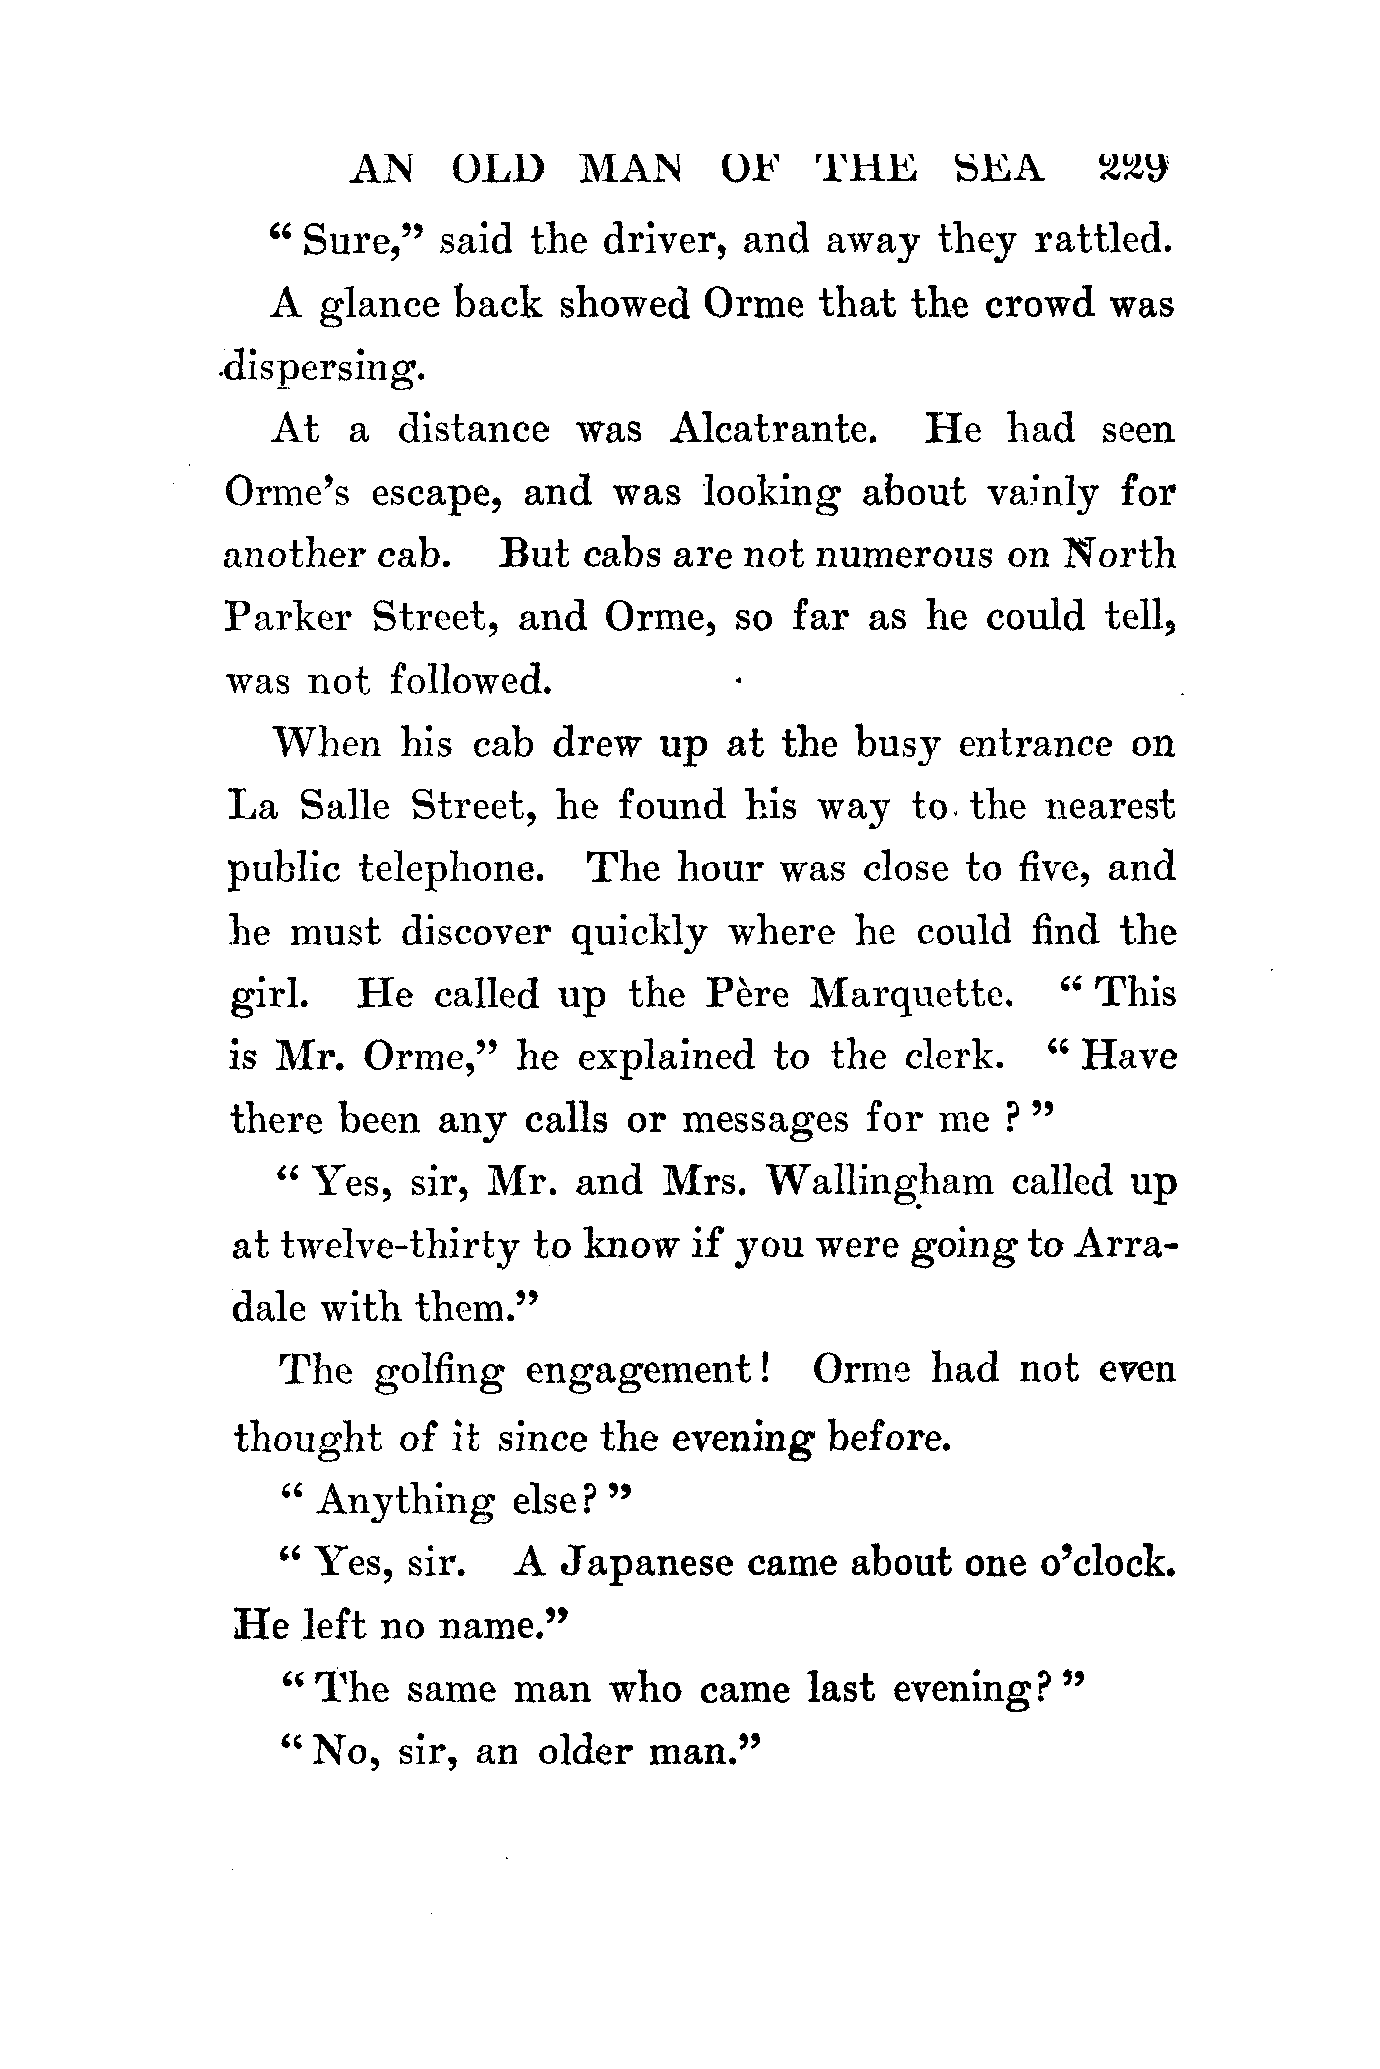 AN OLD MAN OF THE SEA 229
“ Sure,” said the driver, and away they rattled.
A glance back showed Orme that the crowd was
dispersing.
At a distance was Alcatrante. He had seen
Orme’s escape, and was looking about vainly for
another cab. But cabs are not numerous on North
Parker Street, and Orme, so far as he could tell,
was not followed.
When his cab drew up at the busy entrance on
La Salle Street, he found his way to the nearest
public telephone. The hour was close to five, and
he must discover quickly where he could find the
girl. He called up the Père Marquette. “ This
is Mr. Orme,” he explained to the clerk. “ Have
there been any calls or messages for me ? ”
“ Yes, sir, Mr. and Mrs. Wallingham called up
at twelve-thirty to know if you were going to Arra-
dale with them.”
The golfing engagement! Orme had not even
thought of it since the evening before.
“ Anything else? ”
“ Yes, sir. A Japanese came about one o’clock.
He left no name.”
“ The same man who came last evening? ”
“ No, sir, an older man.”